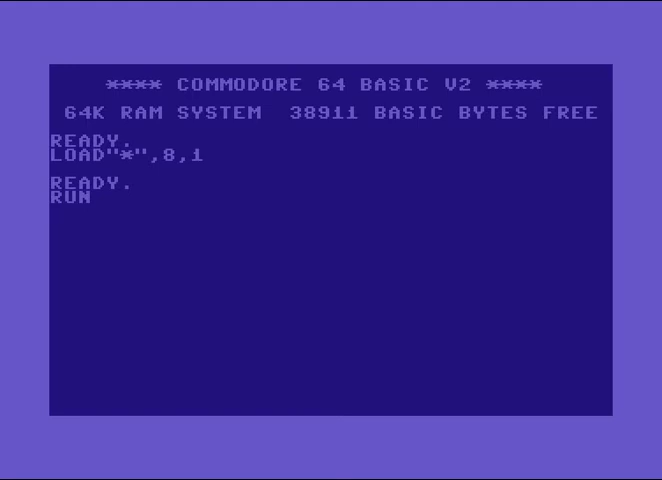 **** COMMODORE 64 BASIC V2 ****
64K RAM SYSTEM  38911 BASIC BYTES FREE
READY.
LOAD"*",8,1
READY.
RUN